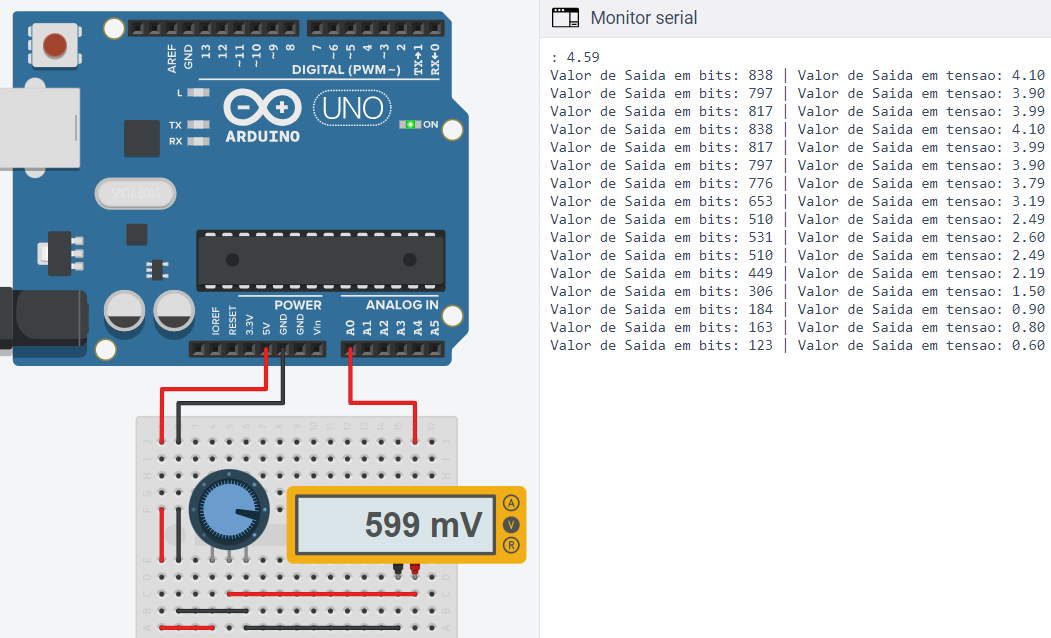 Monitor serial
: 4.59
Valor de Saida em bits: 838 | Valor de Saida em tensao: 4.10
Valor de Saida em bits: 797 | Valor de Saida em tensao: 3.90
Valor de Saida em bits: 817 | Valor de Saida em tensao: 3.99
Valor de Saida em bits: 838 | Valor de Saida em tensao: 4.10
Valor de Saida em bits: 817 | Valor de Saida em tensao: 3.99
Valor de Saida em bits: 797 | Valor de Saida em tensao: 3.90
Valor de Saida em bits: 776 | Valor de Saida em tensao: 3.79
Valor de Saida em bits: 653 | Valor de Saida em tensao: 3.19
Valor de Saida em bits: 510 | Valor de Saida em tensao: 2.49
Valor de Saida em bits: 531 | Valor de Saida em tensao: 2.60
Valor de Saida em bits: 510 | Valor de Saida em tensao: 2.49
Valor de Saida em bits: 449 | Valor de Saida em tensao: 2.19
Valor de Saida em bits: 306 | Valor de Saida em tensao: 1.50
Valor de Saida em bits: 184 | Valor de Saida em tensao: 0.90
Valor de Saida em bits: 163 | Valor de Saida em tensao: 0.80
Valor de Saida em bits: 123 | Valor de Saida em tensao: 0.60
AREF GND 13 12 ~11 ~10 ~9 8 7 ~6 ~5 4 ~3 2 TX→1 RX←0
DIGITAL (PWM~)
L
TX
RX
UNO
ARDUINO
ON
POWER
ANALOG IN
IOREF RESET 3.3V 5V GND GND Vin A0 A1 A2 A3 A4 A5
599 mV
A
V
R